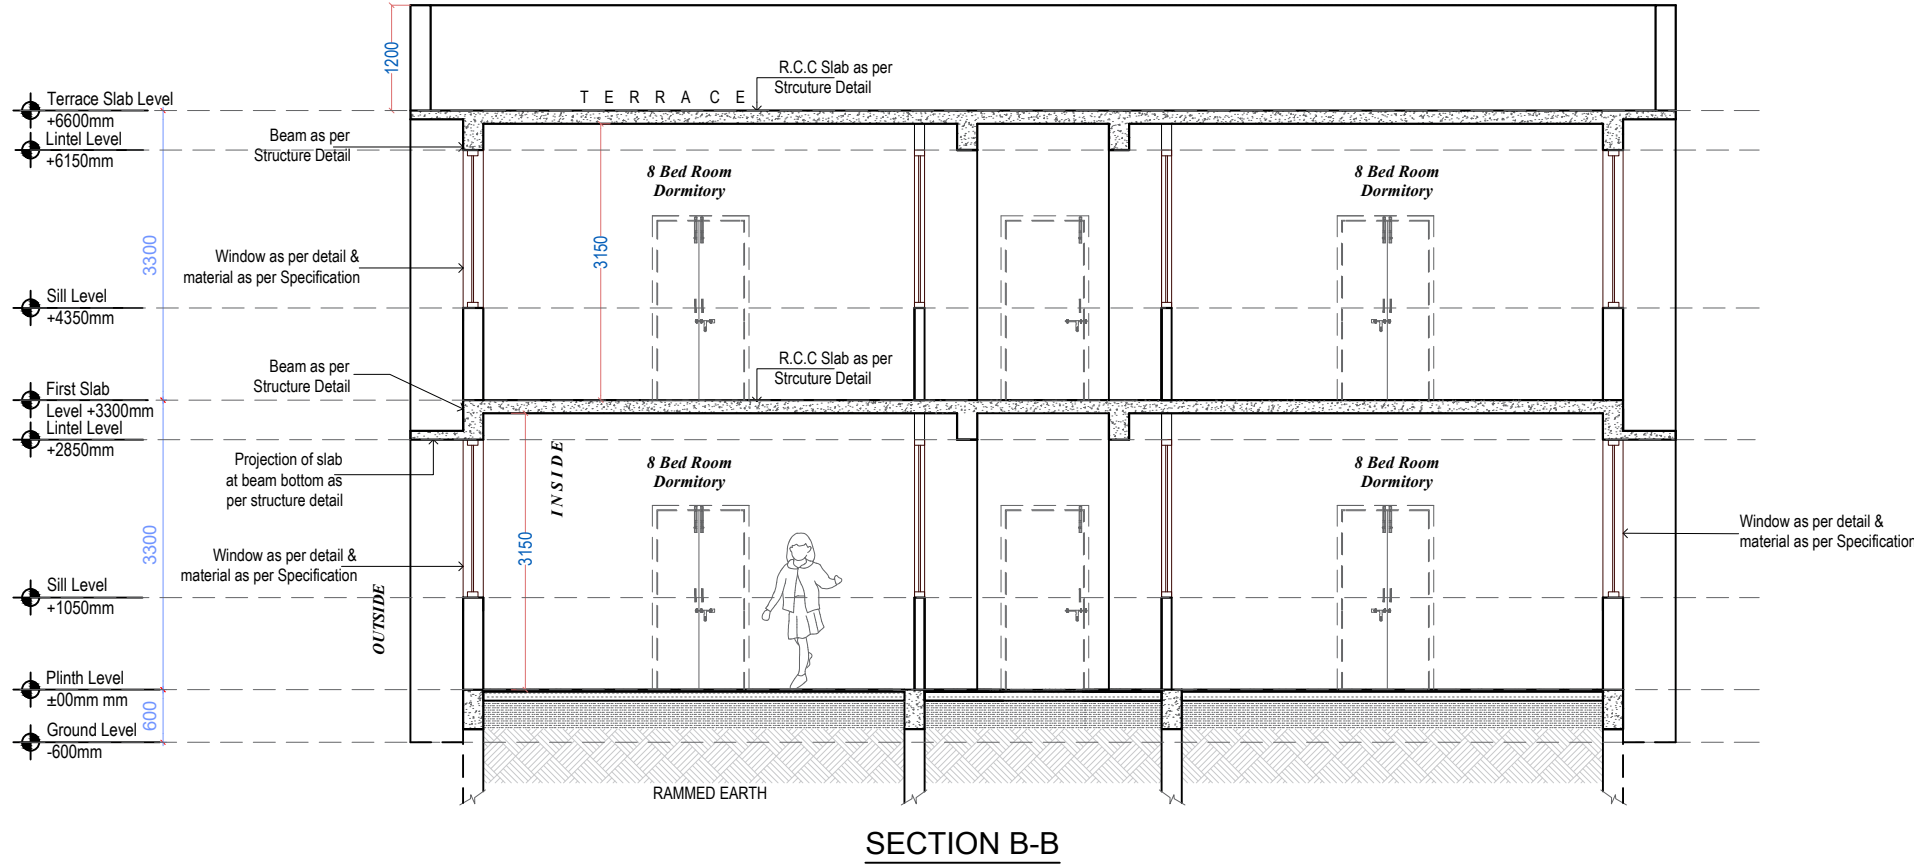 1200
R.C.C Slab as per
Strcuture Detail
T E R R A C E
Terrace Slab Level
+6600mm
Beam as per
Structure Detail
Lintel Level
+6150mm
8 Bed Room
Dormitory
8 Bed Room
Dormitory
3300
3150
Window as per detail &
material as per Specification
Sill Level
+4350mm
Beam as per
Structure Detail
R.C.C Slab as per
Strcuture Detail
First Slab
Level +3300mm
Lintel Level
+2850mm
Projection of slab
at beam bottom as
per structure detail
INSIDE
8 Bed Room
Dormitory
8 Bed Room
Dormitory
3300
3150
Window as per detail &
material as per Specification
Window as per detail &
material as per Specification
Sill Level
+1050mm
OUTSIDE
Plinth Level
±00mm mm
600
Ground Level
-600mm
RAMMED EARTH
SECTION B-B